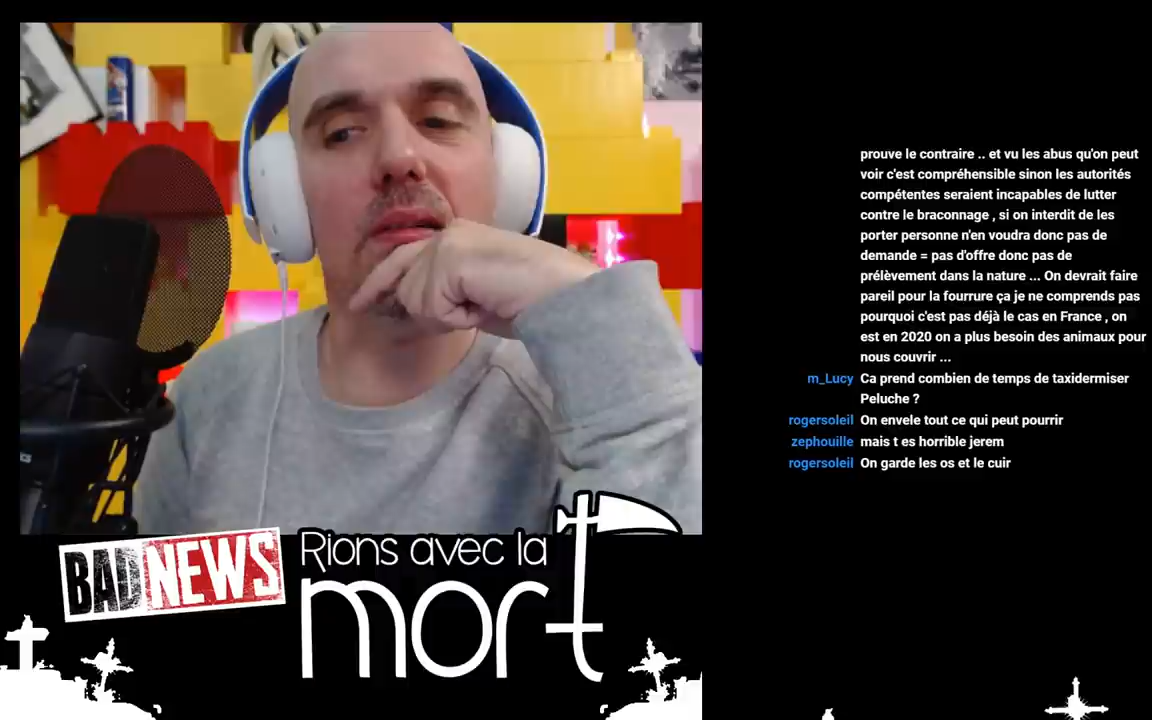 prouve le contraire .. et vu les abus qu'on peut
voir c'est compréhensible sinon les autorités
compétentes seraient incapables de lutter
contre le braconnage , si on interdit de les
porter personne n'en voudra donc pas de
demande = pas d'offre donc pas de
prélèvement dans la nature ... On devrait faire
pareil pour la fourrure ça je ne comprends pas
pourquoi c'est pas déjà le cas en France , on
est en 2020 on a plus besoin des animaux pour
nous couvrir ...
m_Lucy Ca prend combien de temps de taxidermiser
Peluche ?
rogersoleil On envele tout ce qui peut pourrir
zephouille mais t es horrible jerem
rogersoleil On garde les os et le cuir
BAD NEWS
Rions avec la
mort